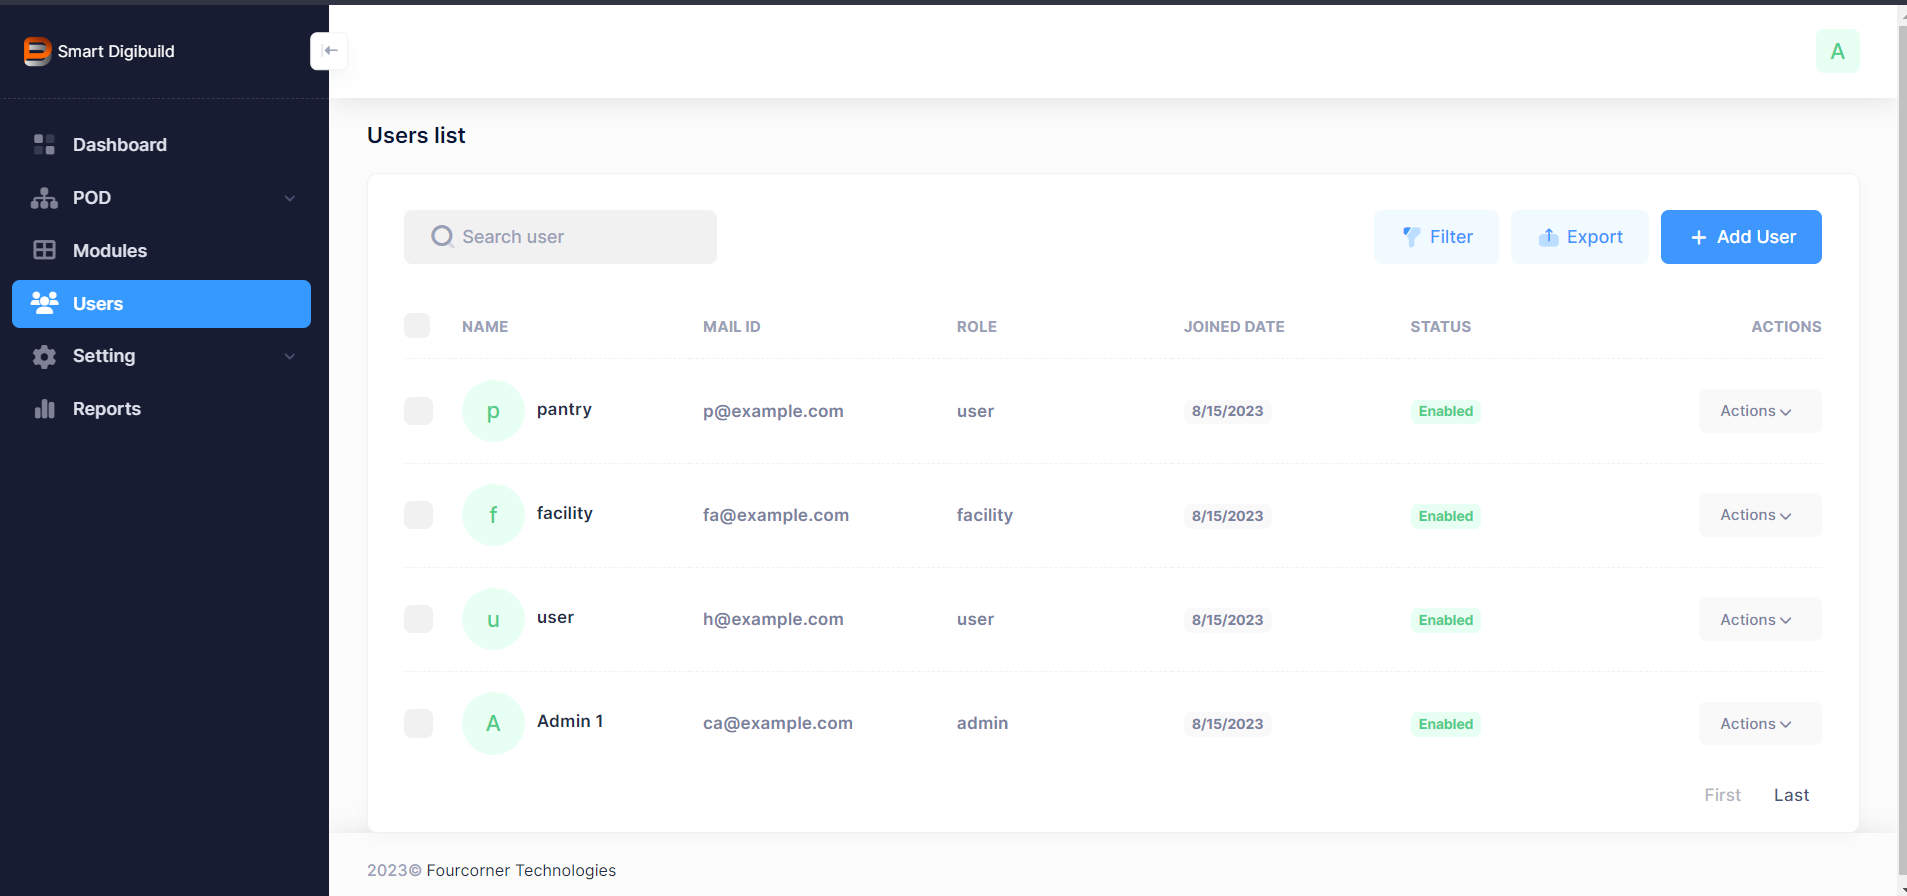 Smart Digibuild
A
Dashboard
POD
Modules
Users
Setting
Reports
Users list
Search user
Filter
Export
+ Add User
NAME MAIL ID ROLE JOINED DATE STATUS ACTIONS
p pantry p@example.com user 8/15/2023 Enabled Actions
f facility fa@example.com facility 8/15/2023 Enabled Actions
u user h@example.com user 8/15/2023 Enabled Actions
A Admin 1 ca@example.com admin 8/15/2023 Enabled Actions
First Last
2023© Fourcorner Technologies